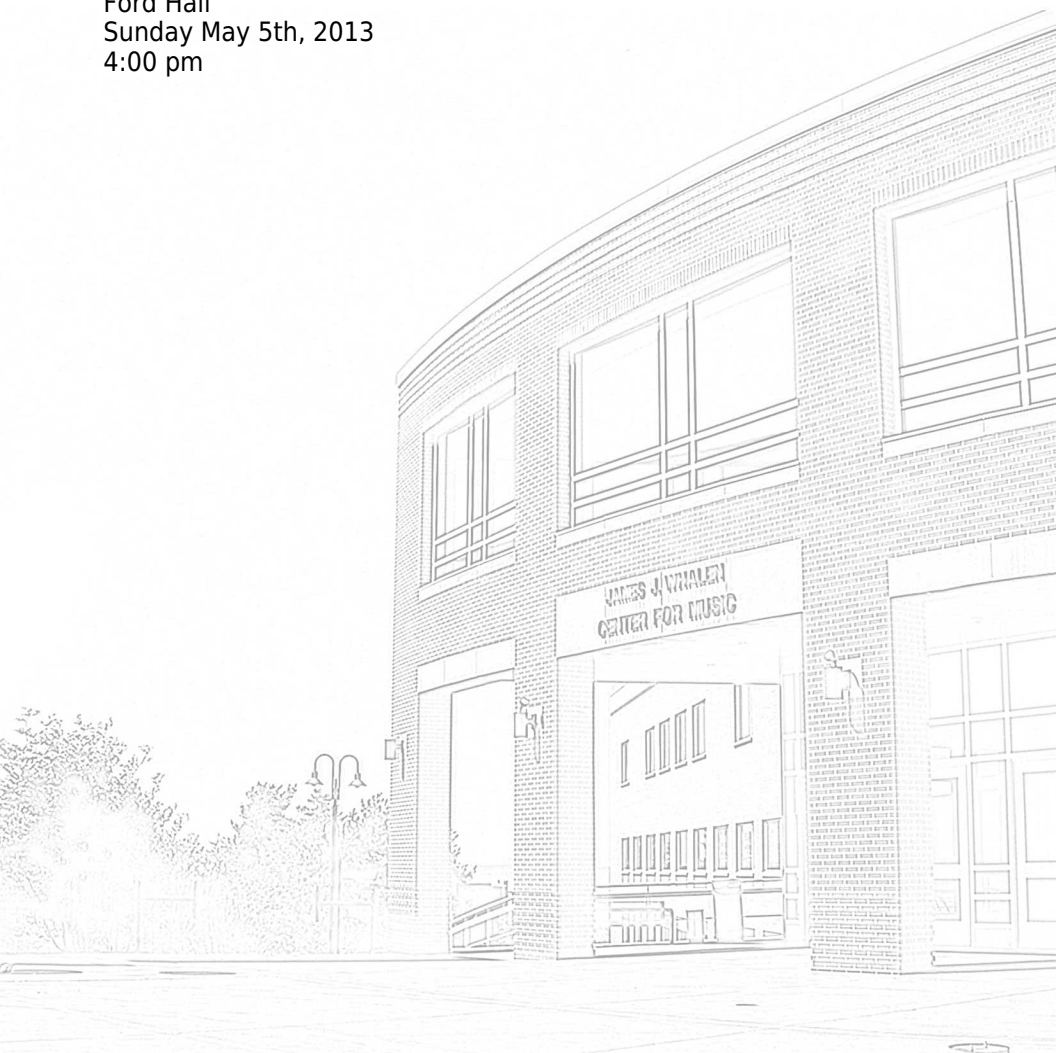 Ford Hall
Sunday May 5th, 2013
4:00 pm
JAMES J. WHALEN
CENTER FOR MUSIC